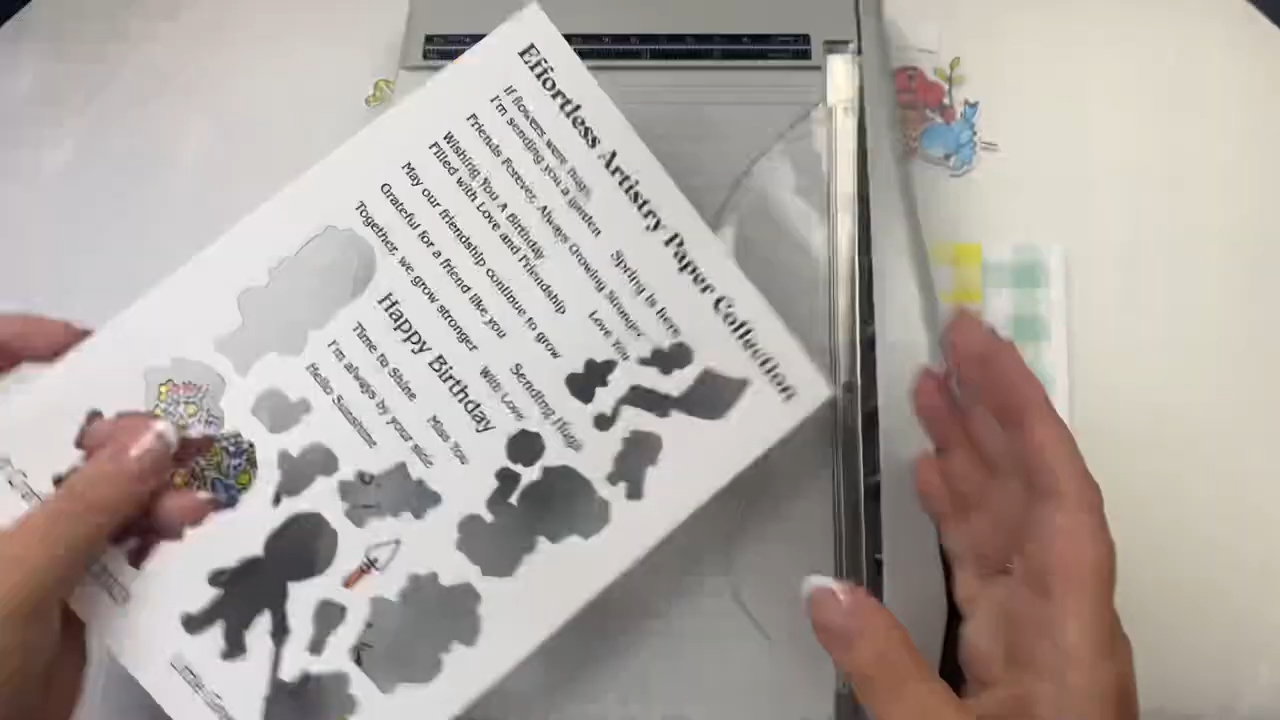 Effortless Artistry Paper Collection
If flowers were hugs
I'm sending you a garden
Friends Forever, Always Growing Stronger
Wishing You A Birthday
Filled with Love and Friendship
May our friendship continue to grow
Grateful for a friend like you
Together, we grow stronger
Spring is here
Love You
Happy Birthday
Sending Hugs
With Love
Time to Shine
Miss You
I'm always by your side
Hello Sunshine